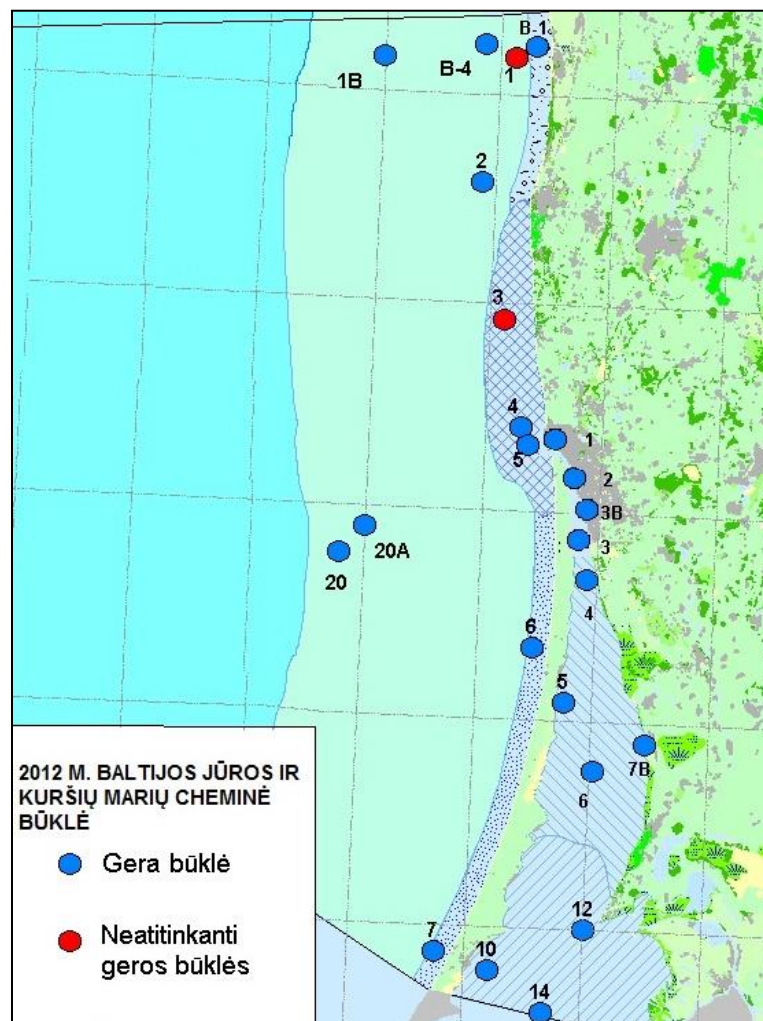 B-1
1B
B-4
1
2
3
4
5
1
2
3B
3
4
20A
20
6
5
7B
6
12
7
10
14
2012 M. BALTIJOS JŪROS IR
KURŠIŲ MARIŲ CHEMINĖ
BŪKLĖ
Gera būklė
Neatitinkanti
geros būklės